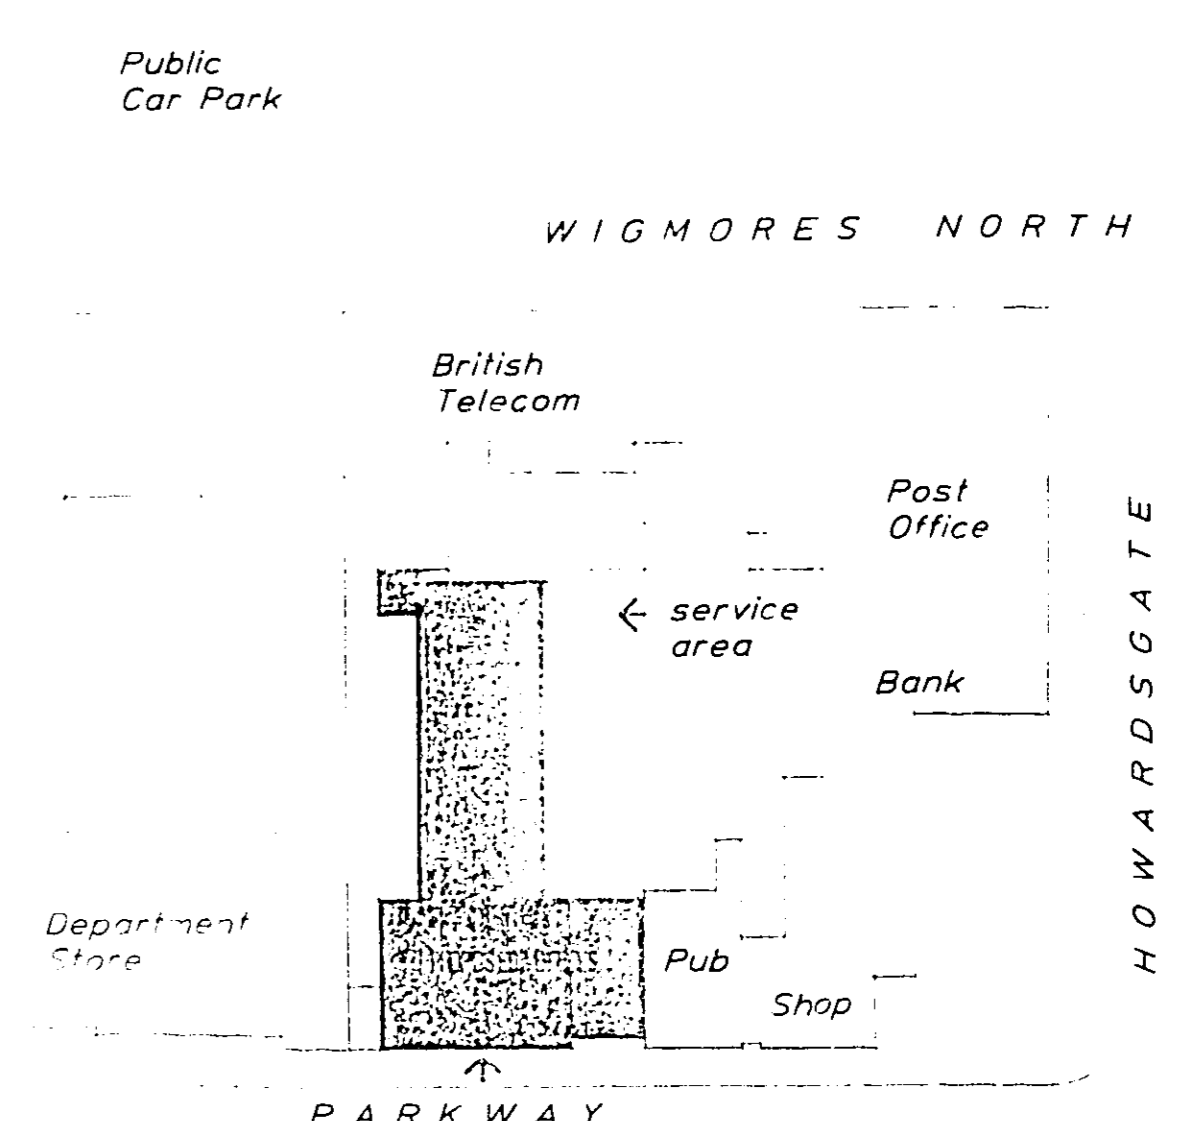 Public
Car Park
WIGMORES NORTH
British
Telecom
Post
Office
HOWARDSGATE
← service
area
Bank
Department
Store
Pub
Shop
PARKWAY